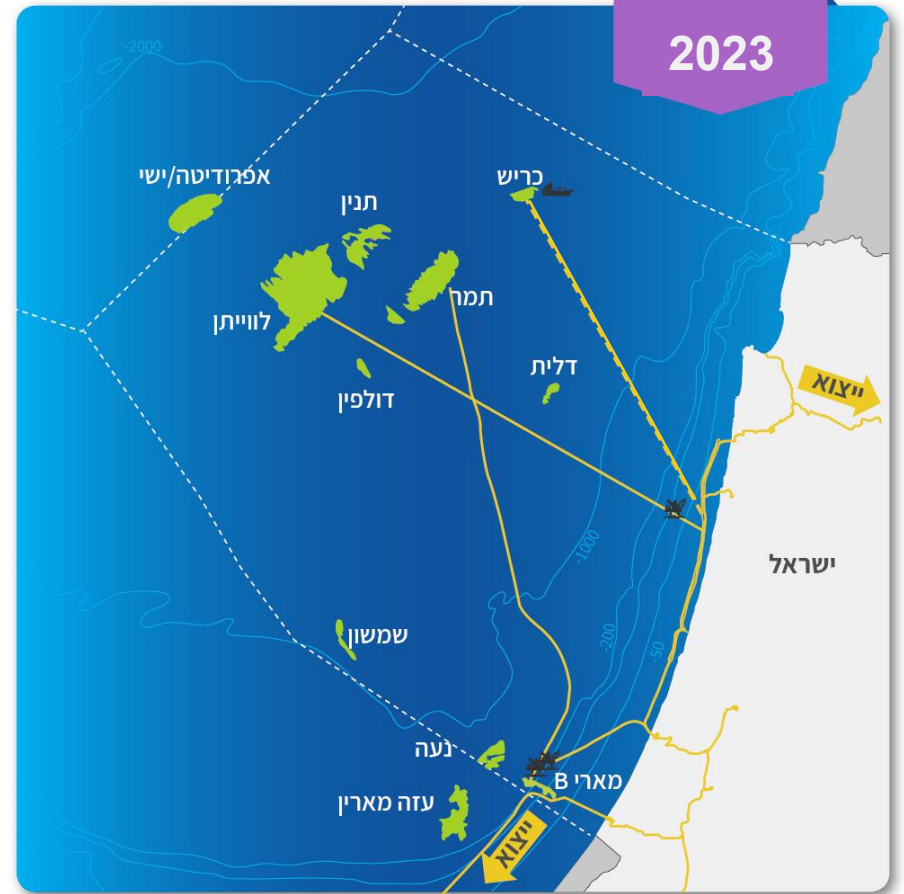 2023
-2000
אפרודיטה/ישי
כריש
תנין
תמר
לווייתן
דלית
דולפין
ייצוא
-1000
ישראל
שמשון
-200
-50
נעה
מארי B
עזה מארין
ייצוא